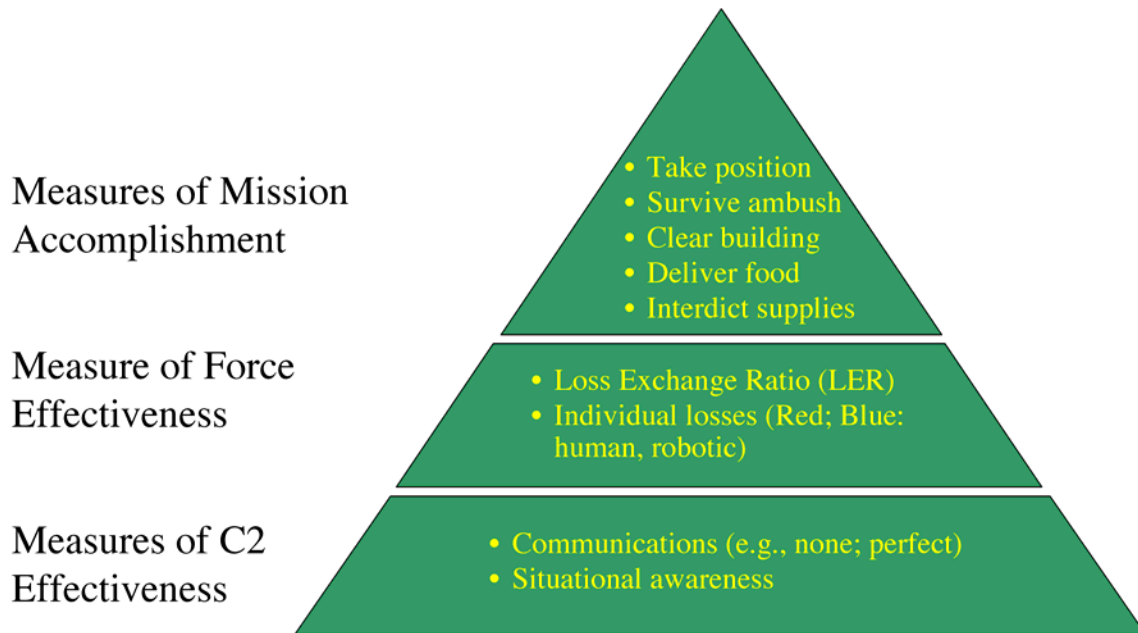 Measures of Mission
Accomplishment
• Take position
• Survive ambush
• Clear building
• Deliver food
• Interdict supplies
Measure of Force
Effectiveness
• Loss Exchange Ratio (LER)
• Individual losses (Red; Blue:
human, robotic)
Measures of C2
Effectiveness
• Communications (e.g., none; perfect)
• Situational awareness